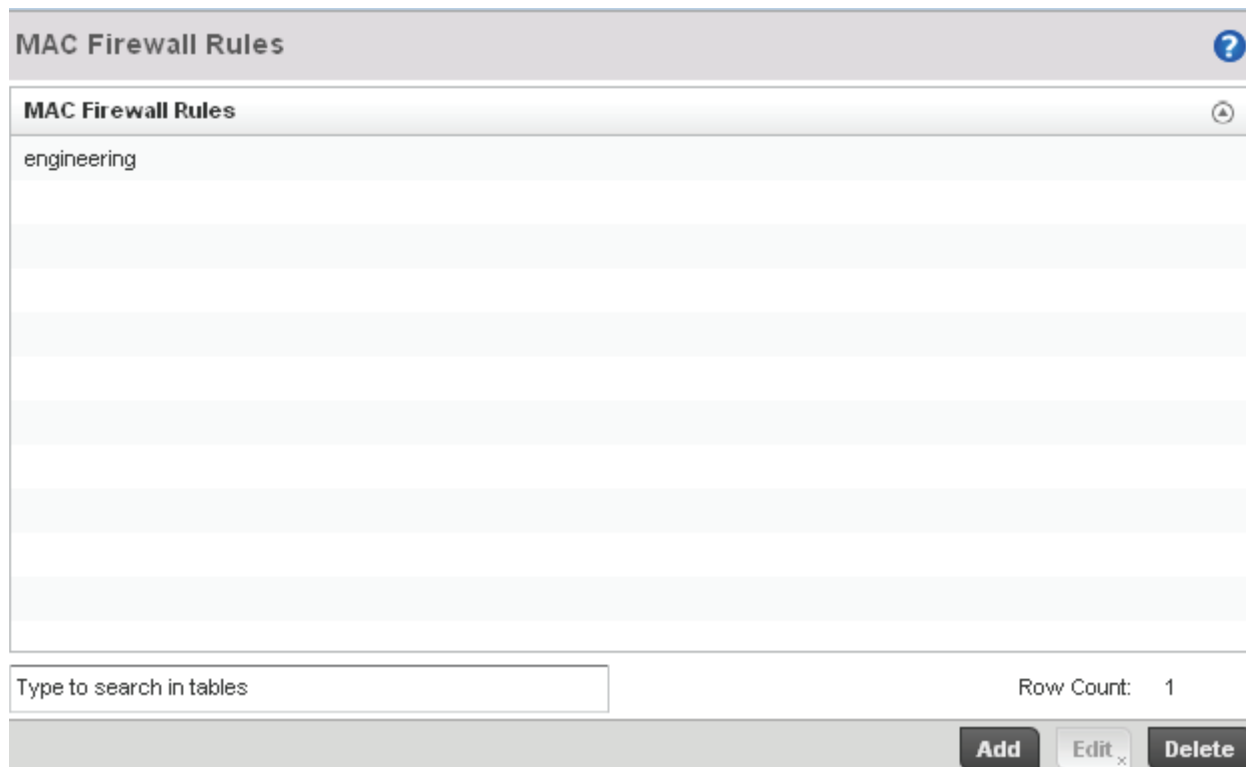 MAC Firewall Rules
MAC Firewall Rules
engineering
Type to search in tables Row Count: 1
Add Edit Delete